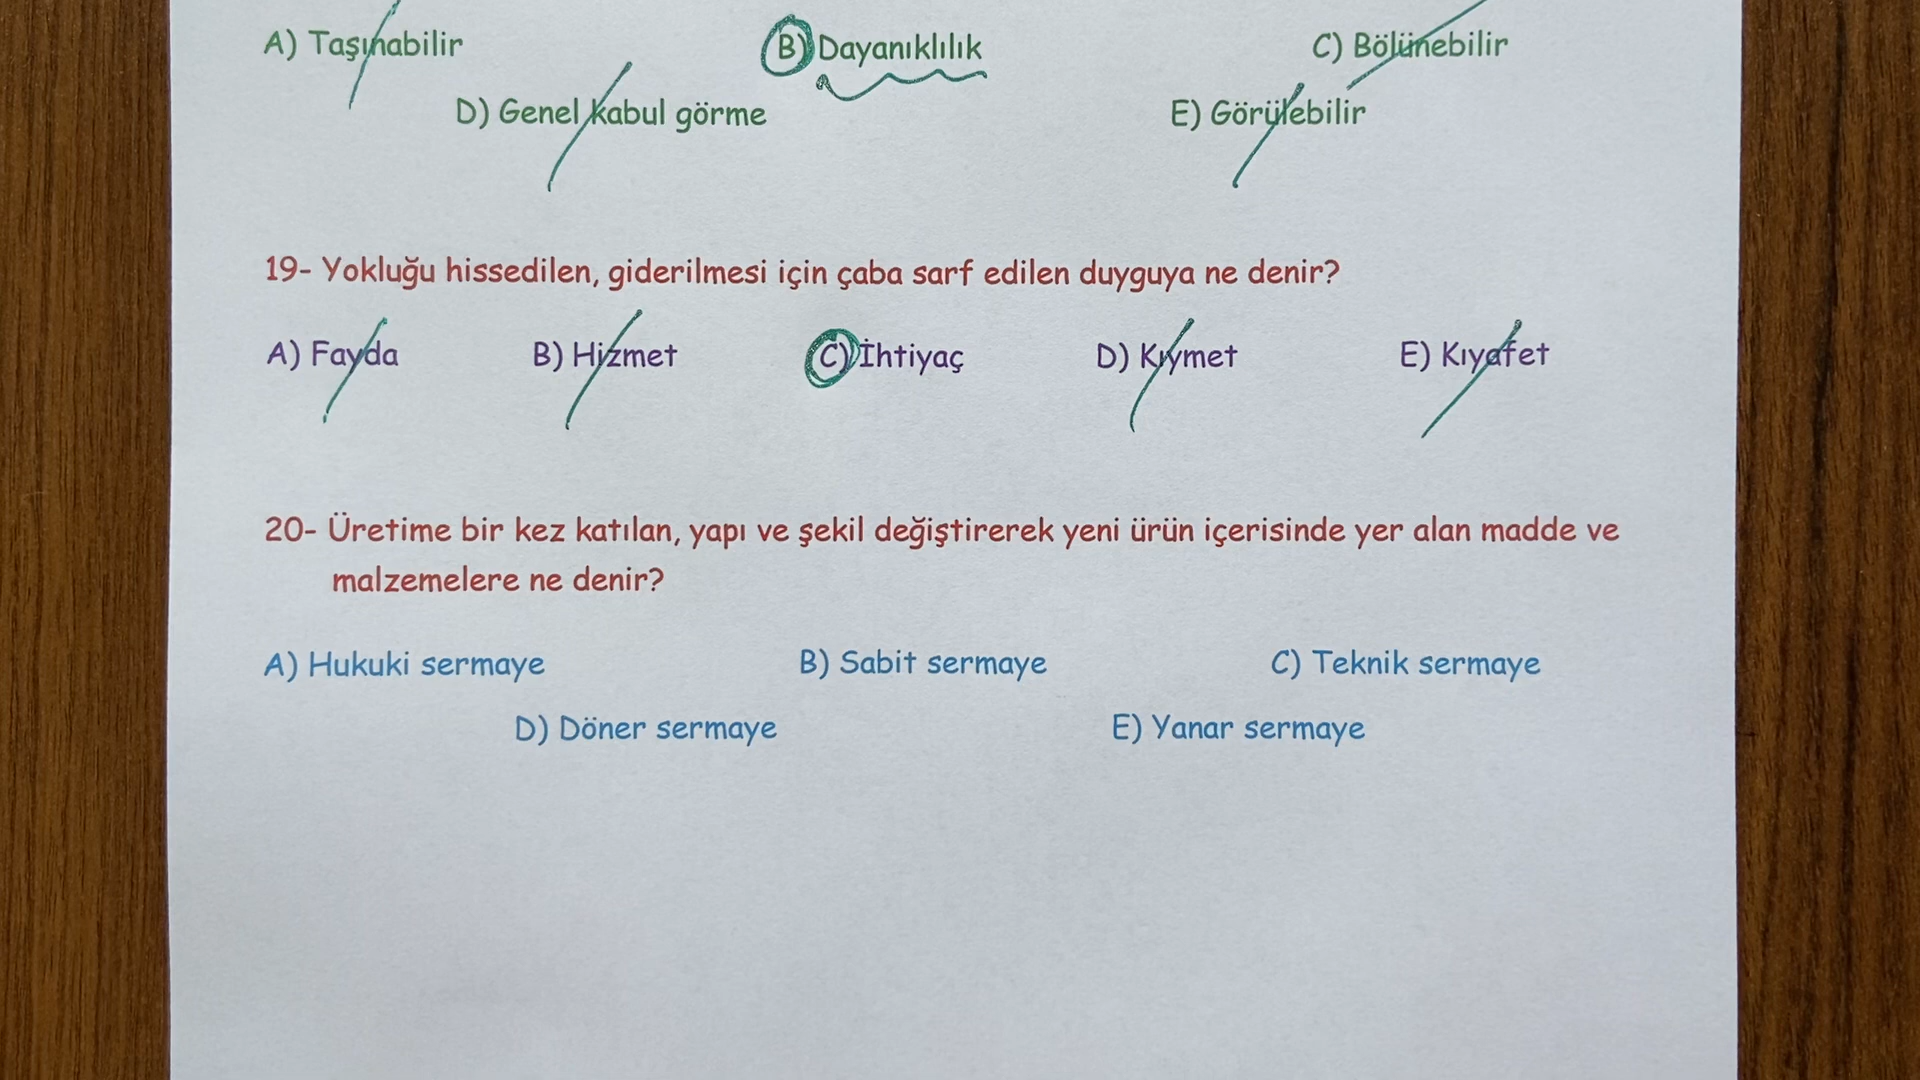 A) Taşınabilir B) Dayanıklılık C) Bölünebilir
D) Genel kabul görme E) Görülebilir
19- Yokluğu hissedilen, giderilmesi için çaba sarf edilen duyguya ne denir?
A) Fayda B) Hizmet C) İhtiyaç D) Kıymet E) Kıyafet
20- Üretime bir kez katılan, yapı ve şekil değiştirerek yeni ürün içerisinde yer alan madde ve
malzemelere ne denir?
A) Hukuki sermaye B) Sabit sermaye C) Teknik sermaye
D) Döner sermaye E) Yanar sermaye